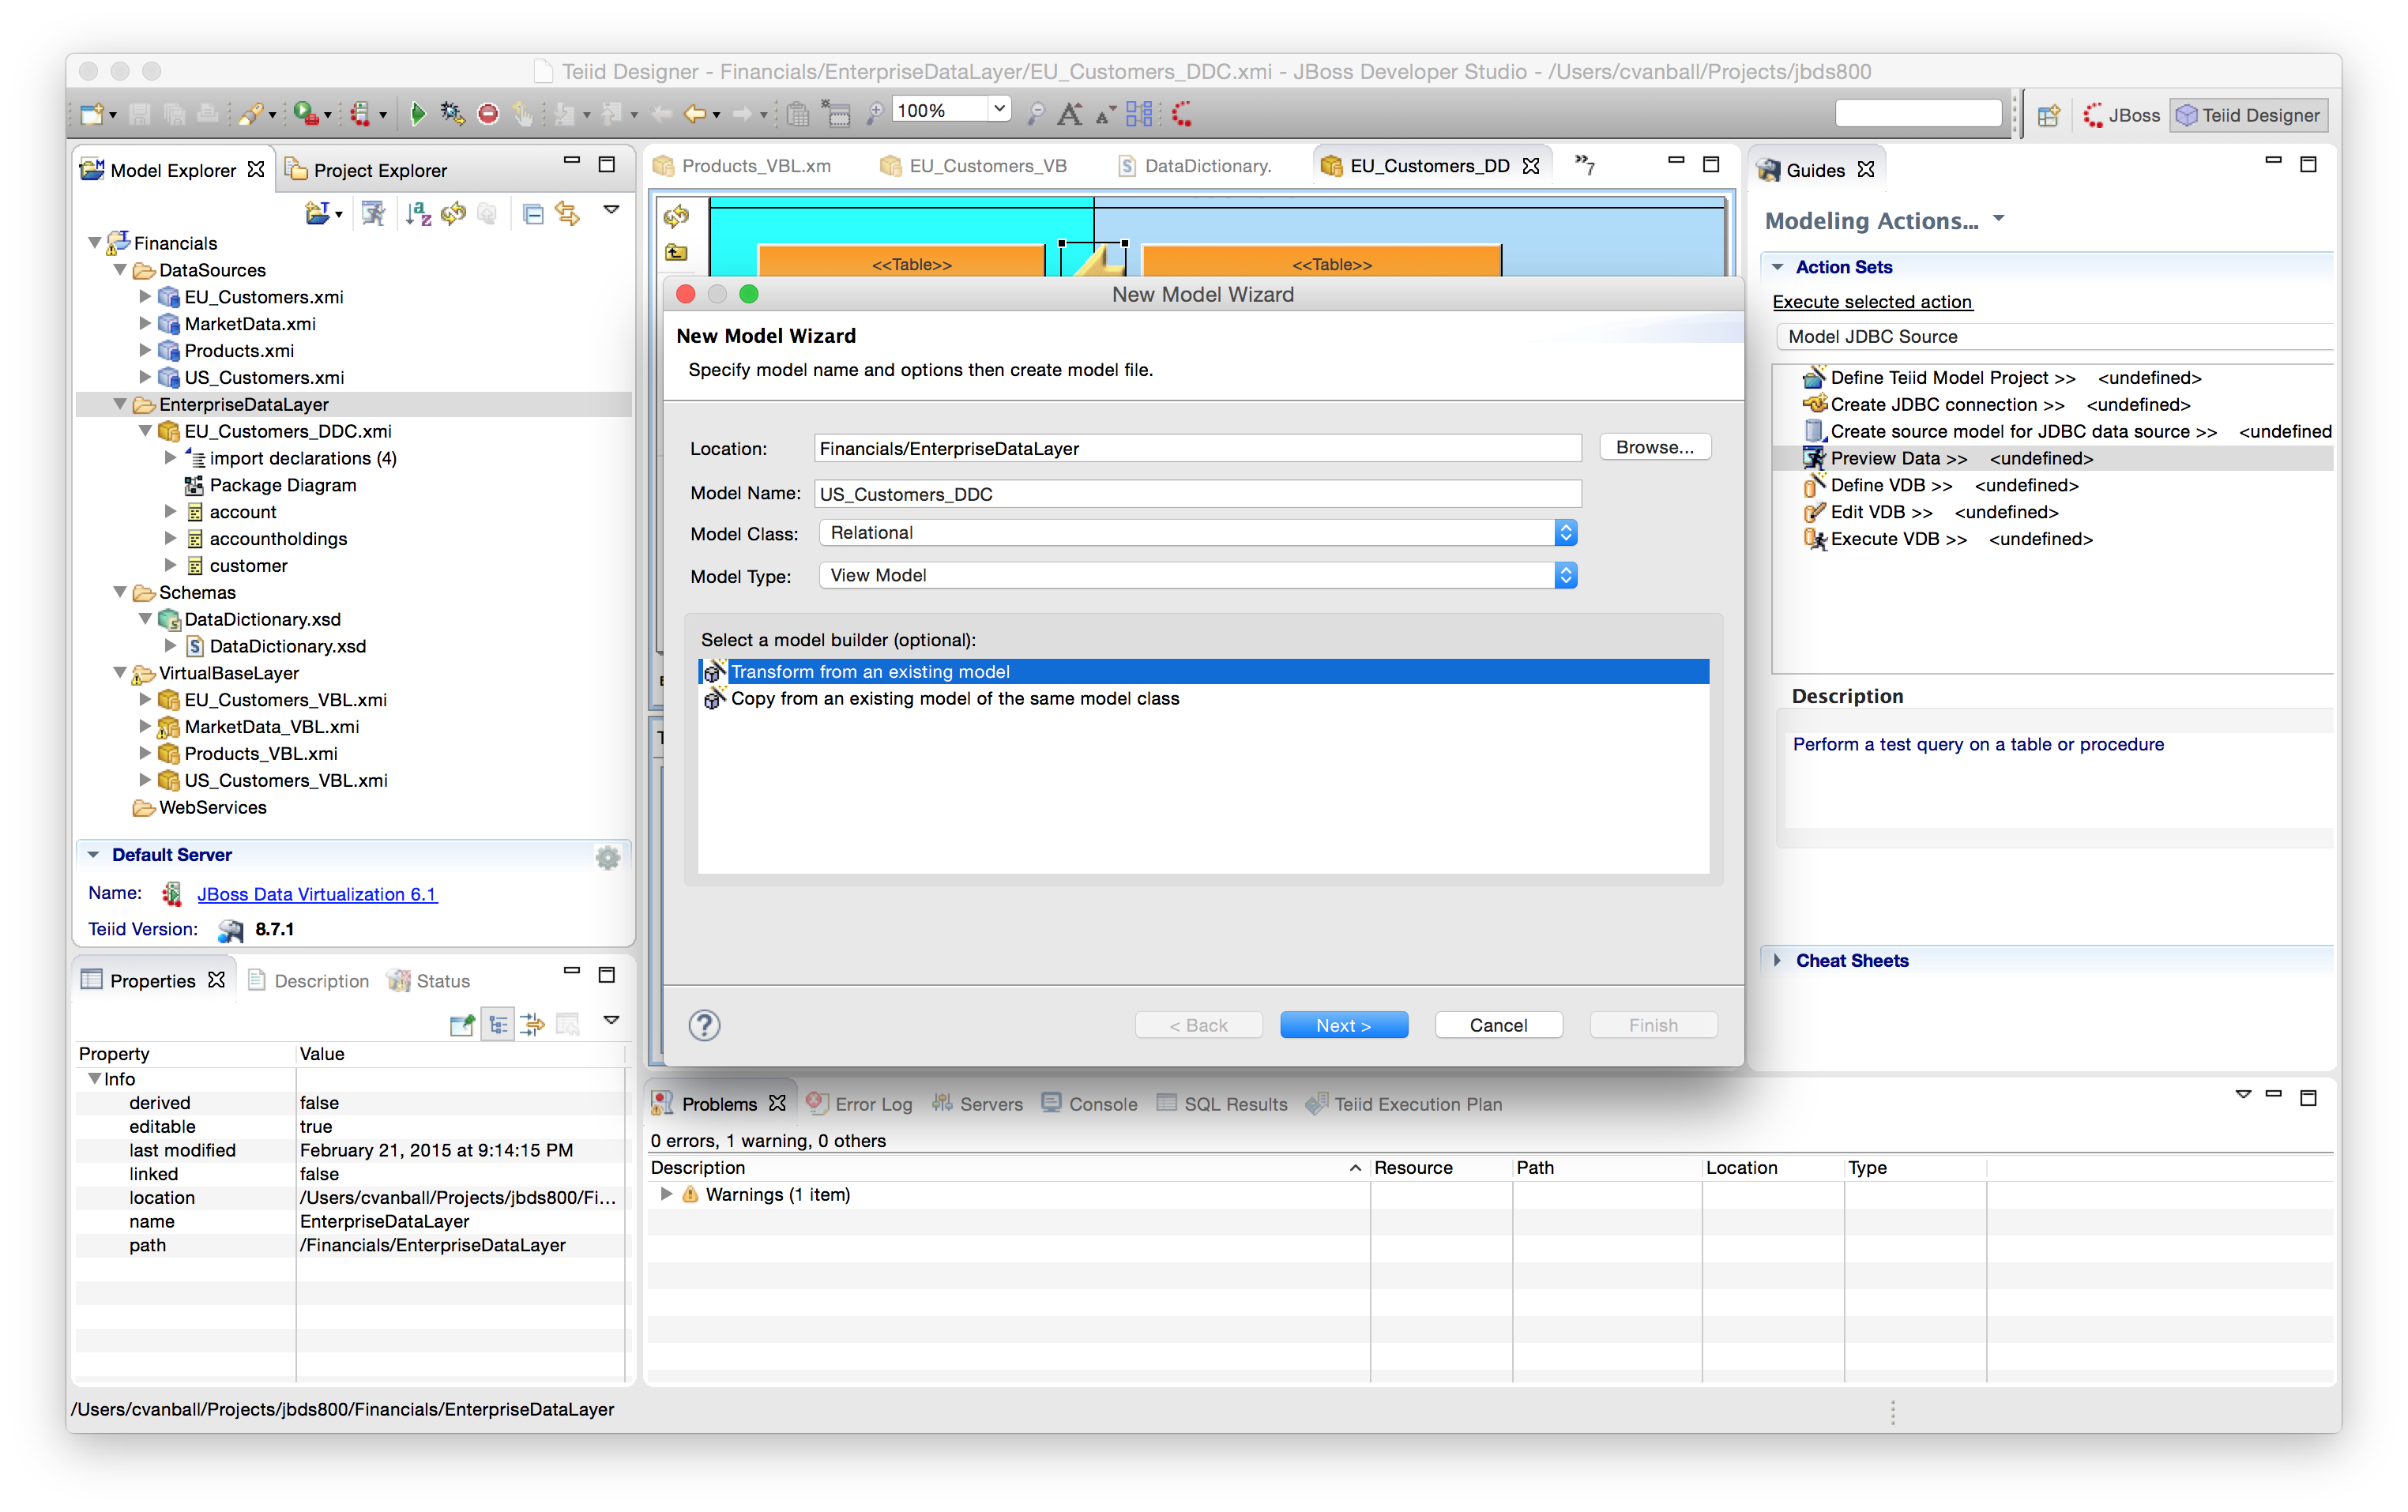 Teiid Designer - Financials/EnterpriseDataLayer/EU_Customers_DDC.xmi - JBoss Developer Studio - /Users/cvanball/Projects/jbds800
100%
JBoss
Teiid Designer
Model Explorer
Project Explorer
Financials
DataSources
EU_Customers.xmi
MarketData.xmi
Products.xmi
US_Customers.xmi
EnterpriseDataLayer
EU_Customers_DDC.xmi
import declarations (4)
Package Diagram
account
accountholdings
customer
Schemas
DataDictionary.xsd
DataDictionary.xsd
VirtualBaseLayer
EU_Customers_VBL.xmi
MarketData_VBL.xmi
Products_VBL.xmi
US_Customers_VBL.xmi
WebServices
Default Server
Name: JBoss Data Virtualization 6.1
Teiid Version: 8.7.1
Properties
Description
Status
Property Value
Info
derived false
editable true
last modified February 21, 2015 at 9:14:15 PM
linked false
location /Users/cvanball/Projects/jbds800/Fi...
name EnterpriseDataLayer
path /Financials/EnterpriseDataLayer
Products_VBL.xm
EU_Customers_VB
DataDictionary.
EU_Customers_DD
»7
<<Table>>
<<Table>>
New Model Wizard
New Model Wizard
Specify model name and options then create model file.
Location: Financials/EnterpriseDataLayer Browse...
Model Name: US_Customers_DDC
Model Class: Relational
Model Type: View Model
Select a model builder (optional):
Transform from an existing model
Copy from an existing model of the same model class
?
< Back
Next >
Cancel
Finish
Guides
Modeling Actions...
Action Sets
Execute selected action
Model JDBC Source
Define Teiid Model Project >> <undefined>
Create JDBC connection >> <undefined>
Create source model for JDBC data source >> <undefined
Preview Data >> <undefined>
Define VDB >> <undefined>
Edit VDB >> <undefined>
Execute VDB >> <undefined>
Description
Perform a test query on a table or procedure
Cheat Sheets
Problems
Error Log
Servers
Console
SQL Results
Teiid Execution Plan
0 errors, 1 warning, 0 others
Description Resource Path Location Type
Warnings (1 item)
/Users/cvanball/Projects/jbds800/Financials/EnterpriseDataLayer